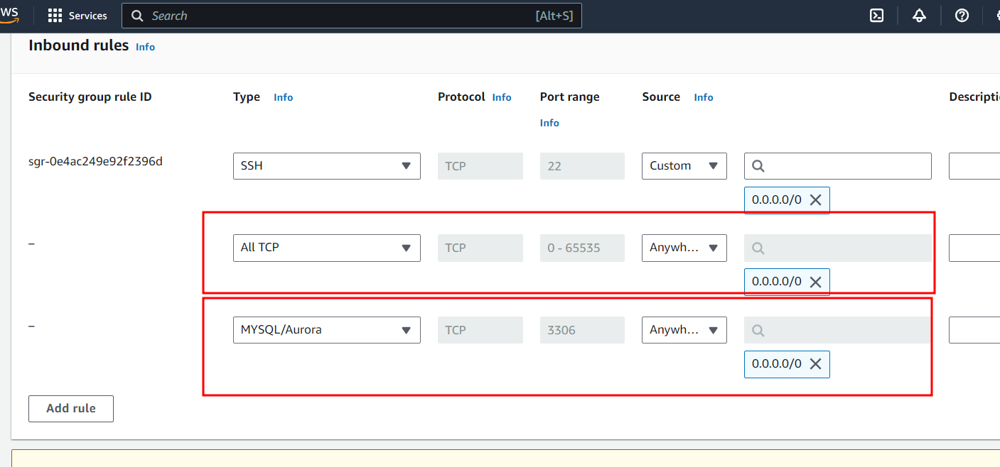 WS Services Search [Alt+S]
Inbound rules Info
Security group rule ID Type Info Protocol Info Port range Source Info
Info
sgr-0e4ac249e92f2396d SSH TCP 22 Custom
0.0.0.0/0
– All TCP TCP 0 - 65535 Anywh...
0.0.0.0/0
– MYSQL/Aurora TCP 3306 Anywh...
0.0.0.0/0
Add rule